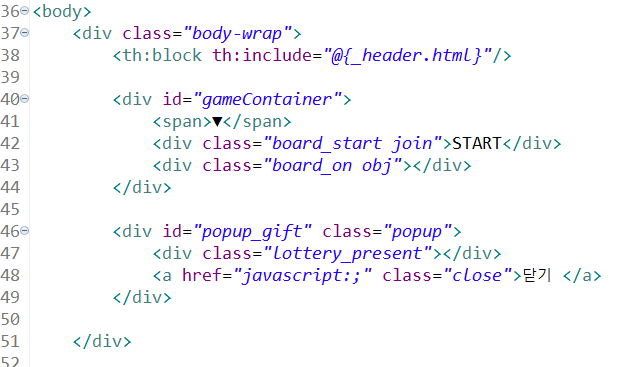 36 <body>
37 <div class="body-wrap">
38 <th:block th:include="@{_header.html}"/>
39
40 <div id="gameContainer">
41 <span>▼</span>
42 <div class="board_start join">START</div>
43 <div class="board_on obj"></div>
44 </div>
45
46 <div id="popup_gift" class="popup">
47 <div class="lottery_present"></div>
48 <a href="javascript:;" class="close">닫기 </a>
49 </div>
50
51 </div>
52